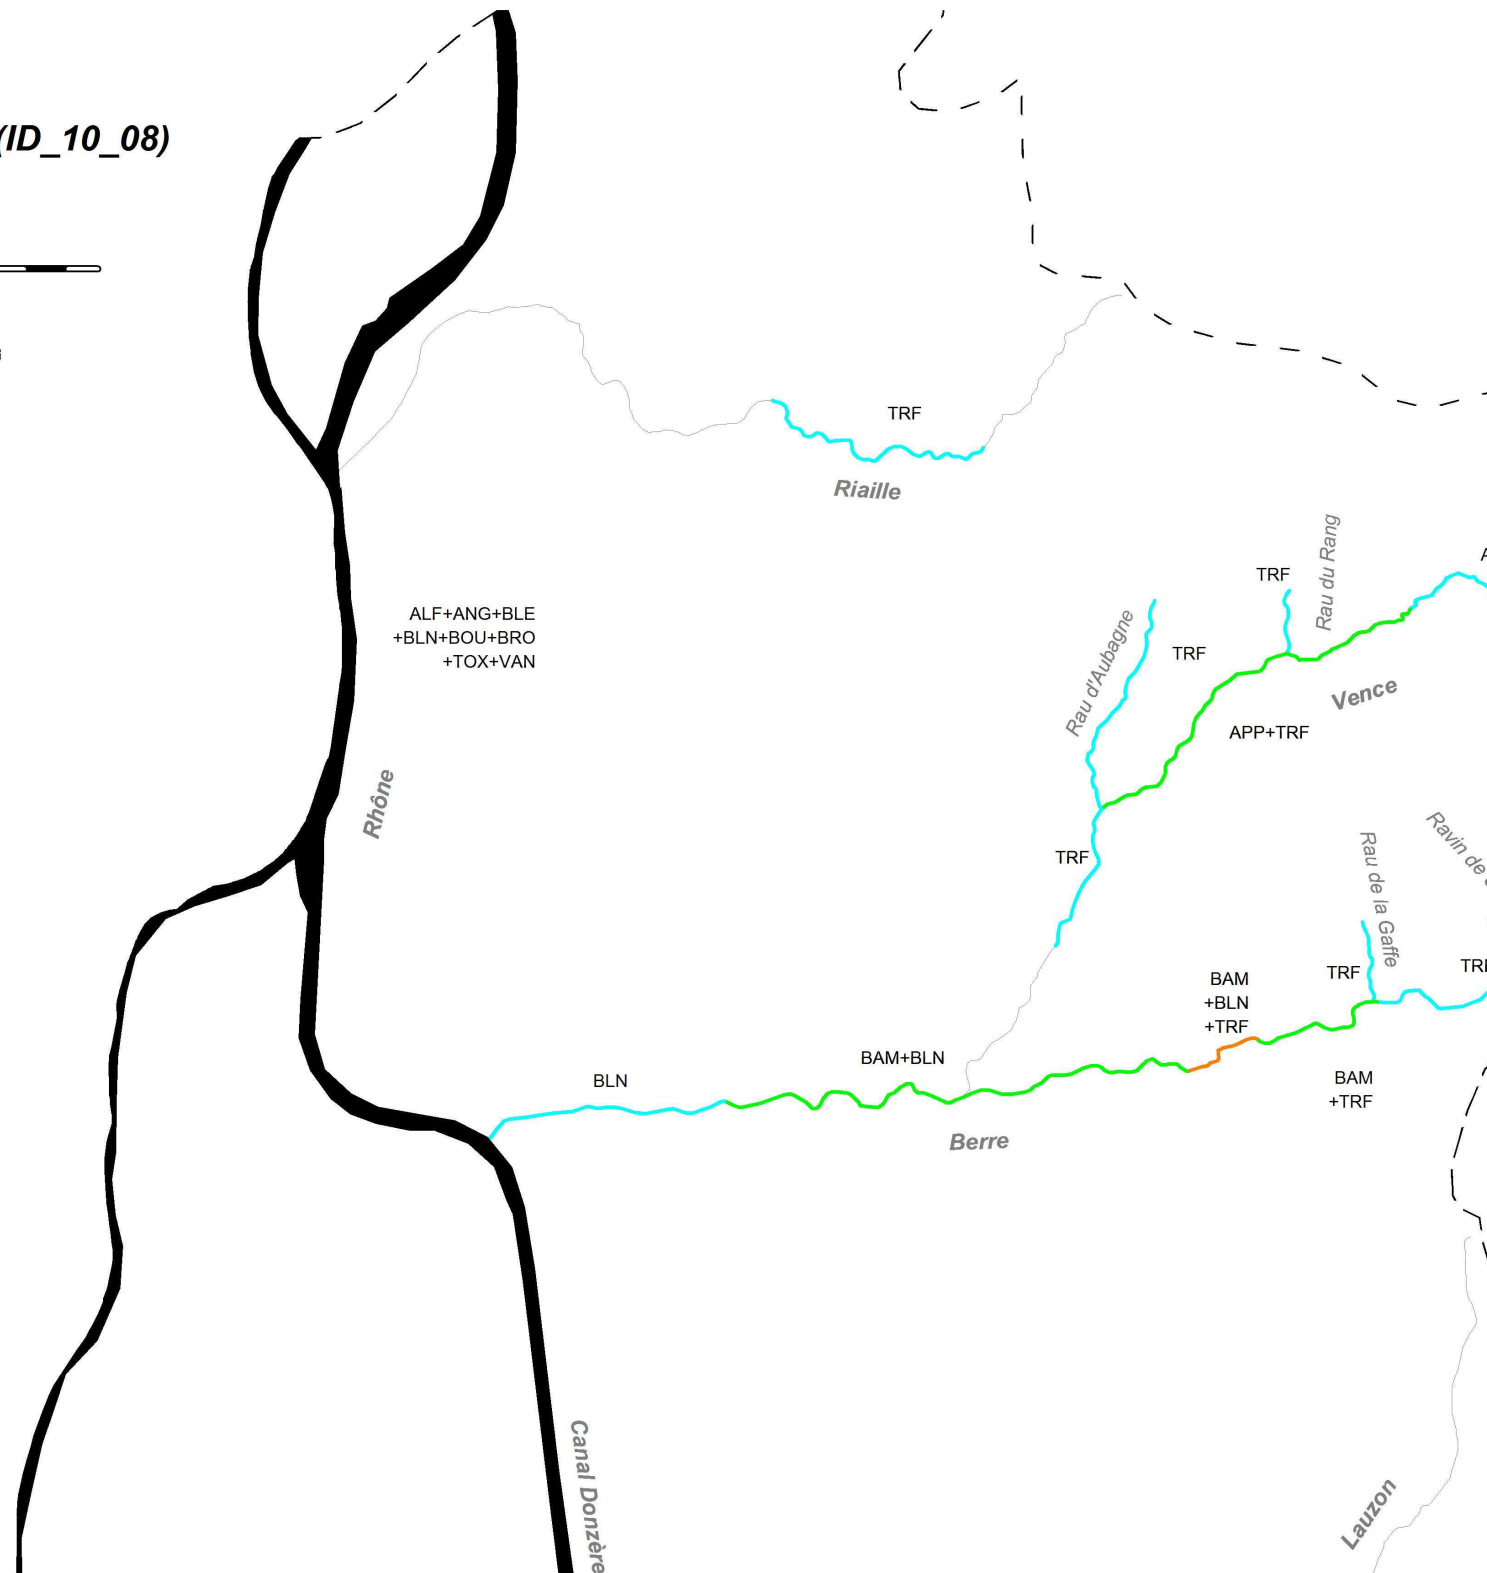 (ID_10_08)
TRF
Riaille
Rau du Rang
TRF
ALF+ANG+BLE
+BLN+BOU+BRO
+TOX+VAN
Rau d'Aubagne
TRF
Vence
APP+TRF
Rhône
TRF
Rau de la Gaffe
Ravin de
TRF
BAM
+BLN
+TRF
BAM+BLN
BLN
BAM
+TRF
Berre
Canal Donzère
Lauzon